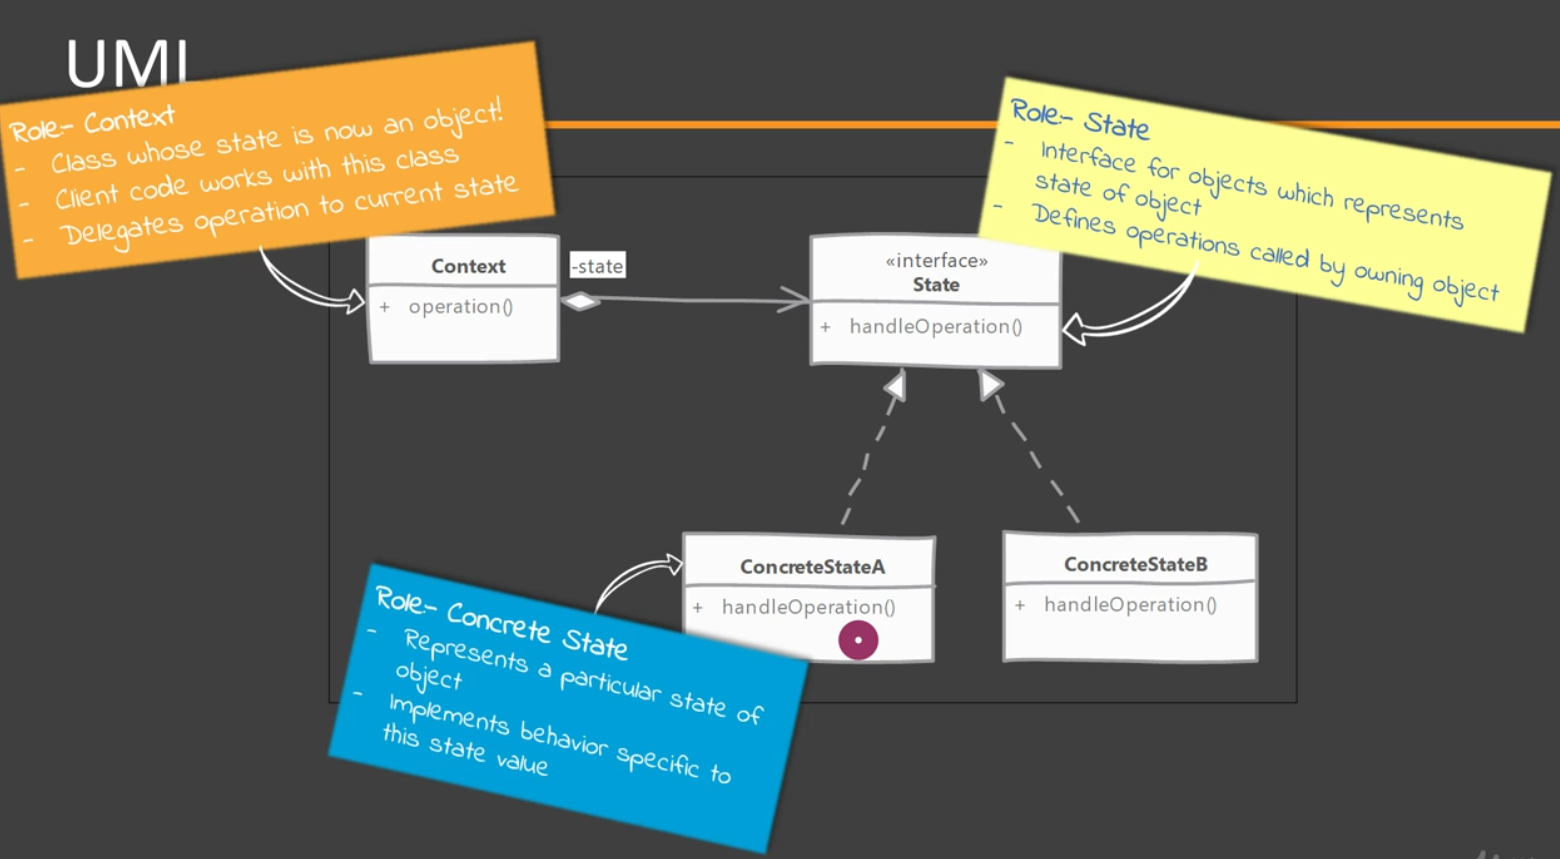 UML
Role:- Context
- Class whose state is now an object!
- Client code works with this class
- Delegates operation to current state
Role:- State
- Interface for objects which represents
state of object
- Defines operations called by owning object
Context
+ operation()
-state
«interface»
State
+ handleOperation()
ConcreteStateA
+ handleOperation()
ConcreteStateB
+ handleOperation()
Role:- Concrete State
- Represents a particular state of
object
- Implements behavior specific to
this state value